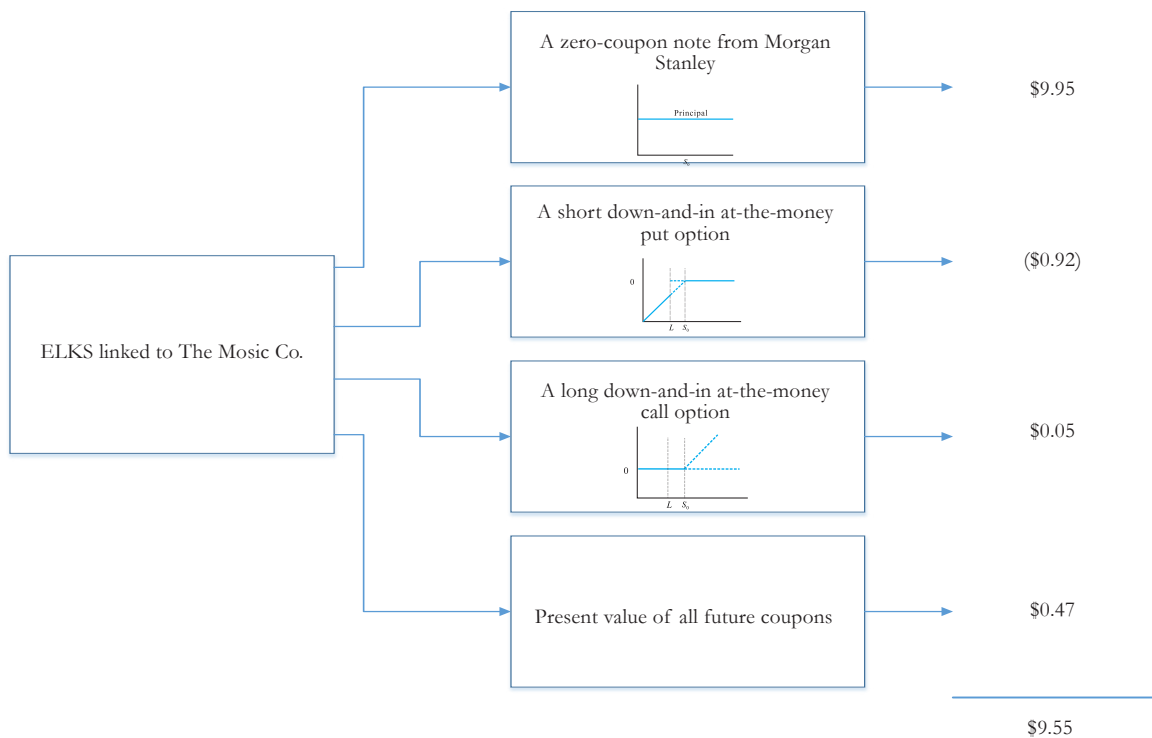 A zero-coupon note from Morgan
Stanley
Principal
S₀
$9.95
A short down-and-in at-the-money
put option
0
L
S₀
($0.92)
ELKS linked to The Mosic Co.
A long down-and-in at-the-money
call option
0
L
S₀
$0.05
Present value of all future coupons
$0.47
$9.55